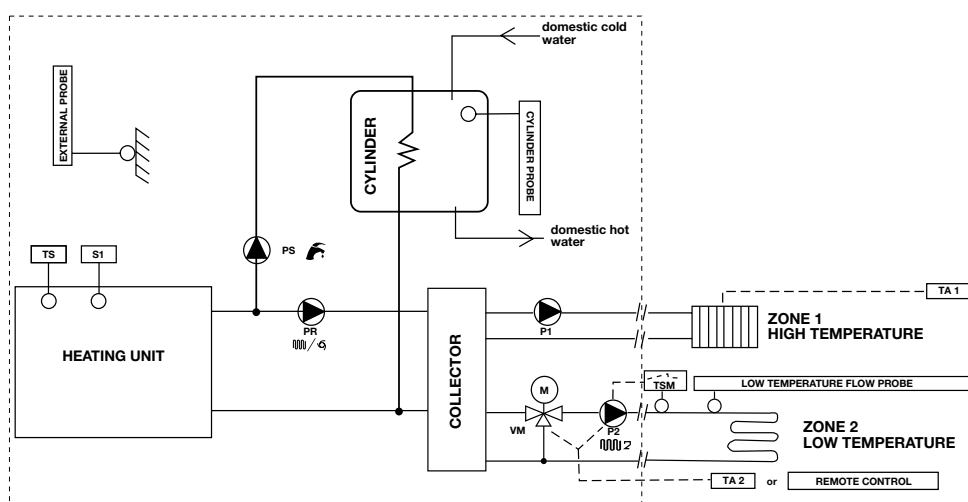 domestic cold
water
EXTERNAL PROBE
CYLINDER
CYLINDER PROBE
domestic hot
water
TS
S1
PS
HEATING UNIT
PR
COLLECTOR
P1
TA 1
ZONE 1
HIGH TEMPERATURE
M
VM
P2
TSM
LOW TEMPERATURE FLOW PROBE
ZONE 2
LOW TEMPERATURE
TA 2
or
REMOTE CONTROL